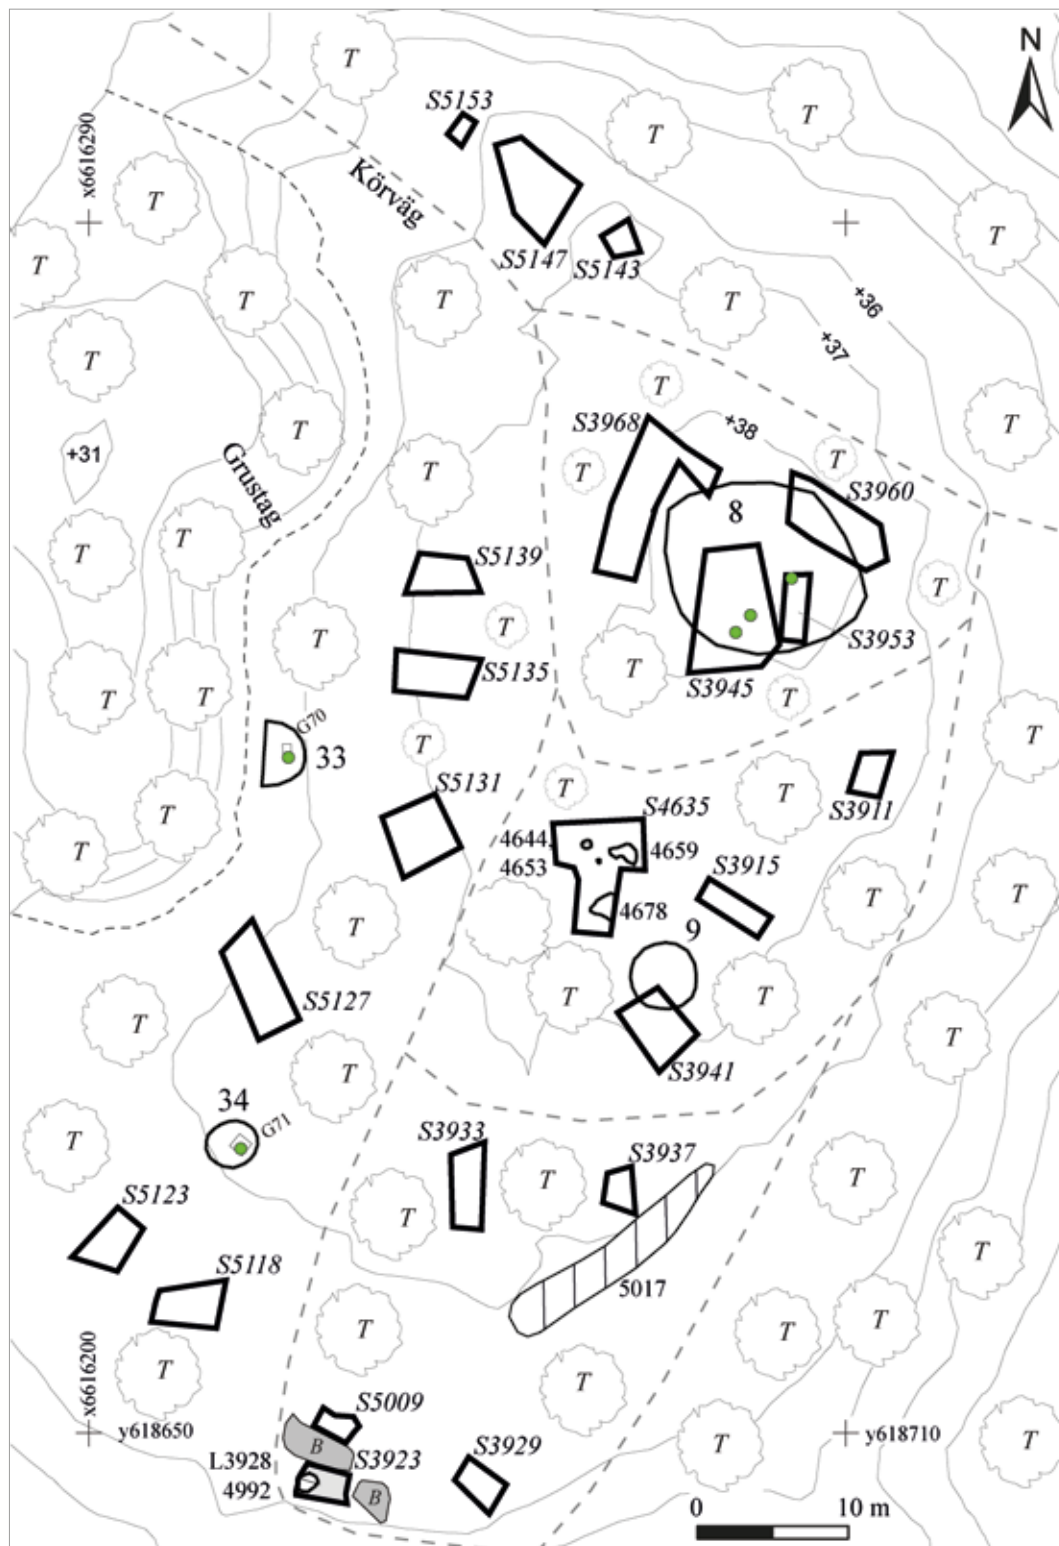 N
T
T
T
S5153
x6616290
T
Körväg
T
T
S5147
S5143
T
T
T
T
+36
T
+37
T
T
S3968
+38
T
+31
Grustag
T
T
T
S3960
8
T
T
S5139
T
T
T
S3953
T
T
T
S5135
S3945
T
T
T
G70
33
T
T
S5131
T
S4635
T
S3911
T
4644,
4653
4659
T
S3915
4678
T
T
9
T
S5127
T
T
T
T
S3941
T
34
G71
T
S3933
S3937
T
T
S5123
T
T
S5118
5017
T
T
T
T
x6616200
T
T
y618650
S5009
B
L3928
S3923
4992
B
S3929
T
y618710
T
0
10 m